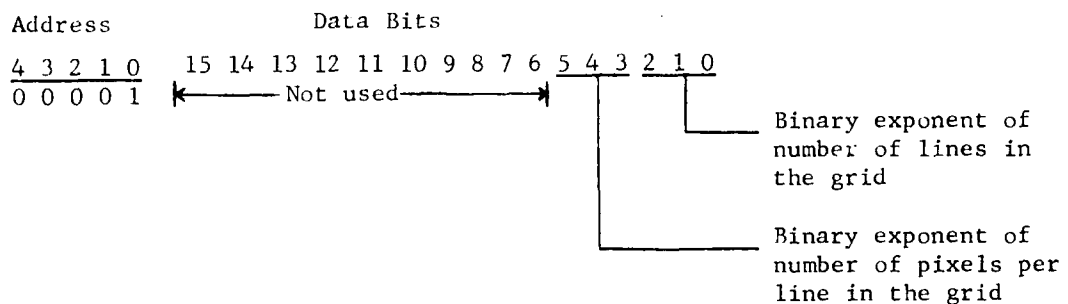 Address Data Bits
4 3 2 1 0 15 14 13 12 11 10 9 8 7 6 5 4 3 2 1 0
0 0 0 0 1 Not used
Binary exponent of
number of lines in
the grid
Binary exponent of
number of pixels per
line in the grid